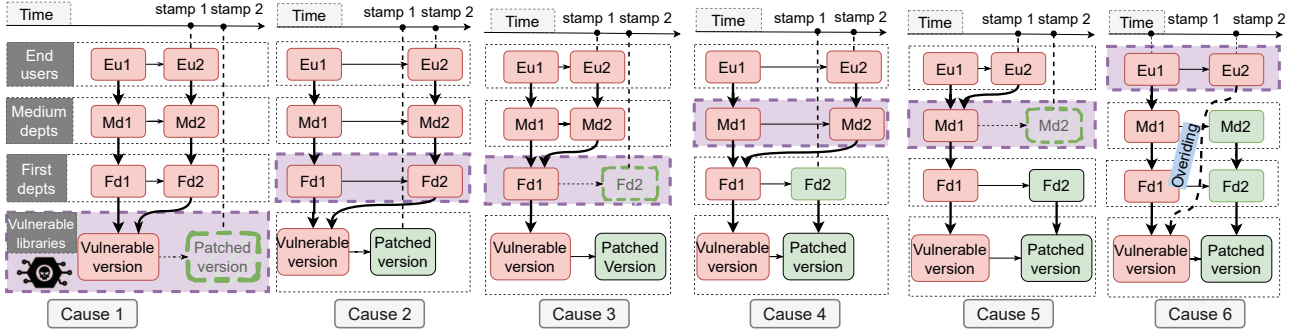 Time
stamp 1
stamp 2
End
users
Eu1
Eu2
Medium
depts
Md1
Md2
First
depts
Fd1
Fd2
Vulnerable
libraries
Vulnerable
version
Patched
version
Cause 1
Time
stamp 1
stamp 2
Eu1
Eu2
Md1
Md2
Fd1
Fd2
Vulnerable
version
Patched
version
Cause 2
Time
stamp 1
stamp 2
Eu1
Eu2
Md1
Md2
Fd1
Fd2
Vulnerable
version
Patched
Version
Cause 3
Time
stamp 1
stamp 2
Eu1
Eu2
Md1
Md2
Fd1
Fd2
Vulnerable
version
Patched
version
Cause 4
Time
stamp 1
stamp 2
Eu1
Eu2
Md1
Md2
Fd1
Fd2
Vulnerable
version
Patched
version
Cause 5
Time
stamp 1
stamp 2
Eu1
Eu2
Md1
Md2
Overiding
Fd1
Fd2
Vulnerable
version
Patched
version
Cause 6